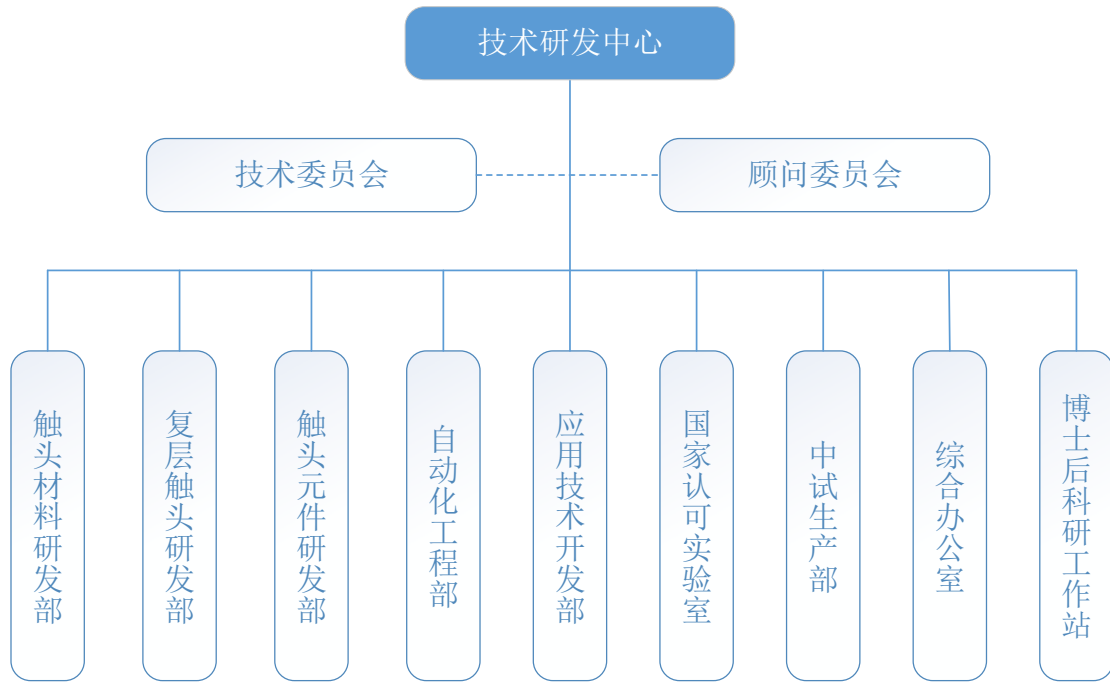 技术研发中心
技术委员会
顾问委员会
触头材料研发部
复层触头研发部
触头元件研发部
自动化工程部
应用技术开发部
国家认可实验室
中试生产部
综合办公室
博士后科研工作站